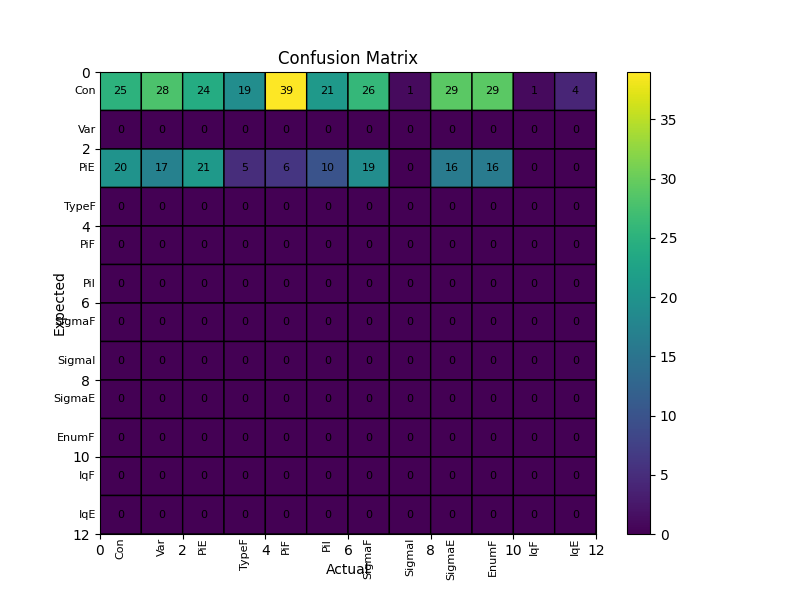 Confusion Matrix
0
Con 25 28 24 19 39 21 26 1 29 29 1 4
Var 0 0 0 0 0 0 0 0 0 0 0 0
2
PiE 20 17 21 5 6 10 19 0 16 16 0 0
TypeF 0 0 0 0 0 0 0 0 0 0 0 0
4
PiF 0 0 0 0 0 0 0 0 0 0 0 0
PiI 0 0 0 0 0 0 0 0 0 0 0 0
6
SigmaF 0 0 0 0 0 0 0 0 0 0 0 0
SigmaI 0 0 0 0 0 0 0 0 0 0 0 0
8
SigmaE 0 0 0 0 0 0 0 0 0 0 0 0
EnumF 0 0 0 0 0 0 0 0 0 0 0 0
10
IqF 0 0 0 0 0 0 0 0 0 0 0 0
IqE 0 0 0 0 0 0 0 0 0 0 0 0
12
Expected
0 2 4 6 8 10 12
Con Var PiE TypeF PiF PiI SigmaF SigmaI SigmaE EnumF IqF IqE
Actual
35
30
25
20
15
10
5
0